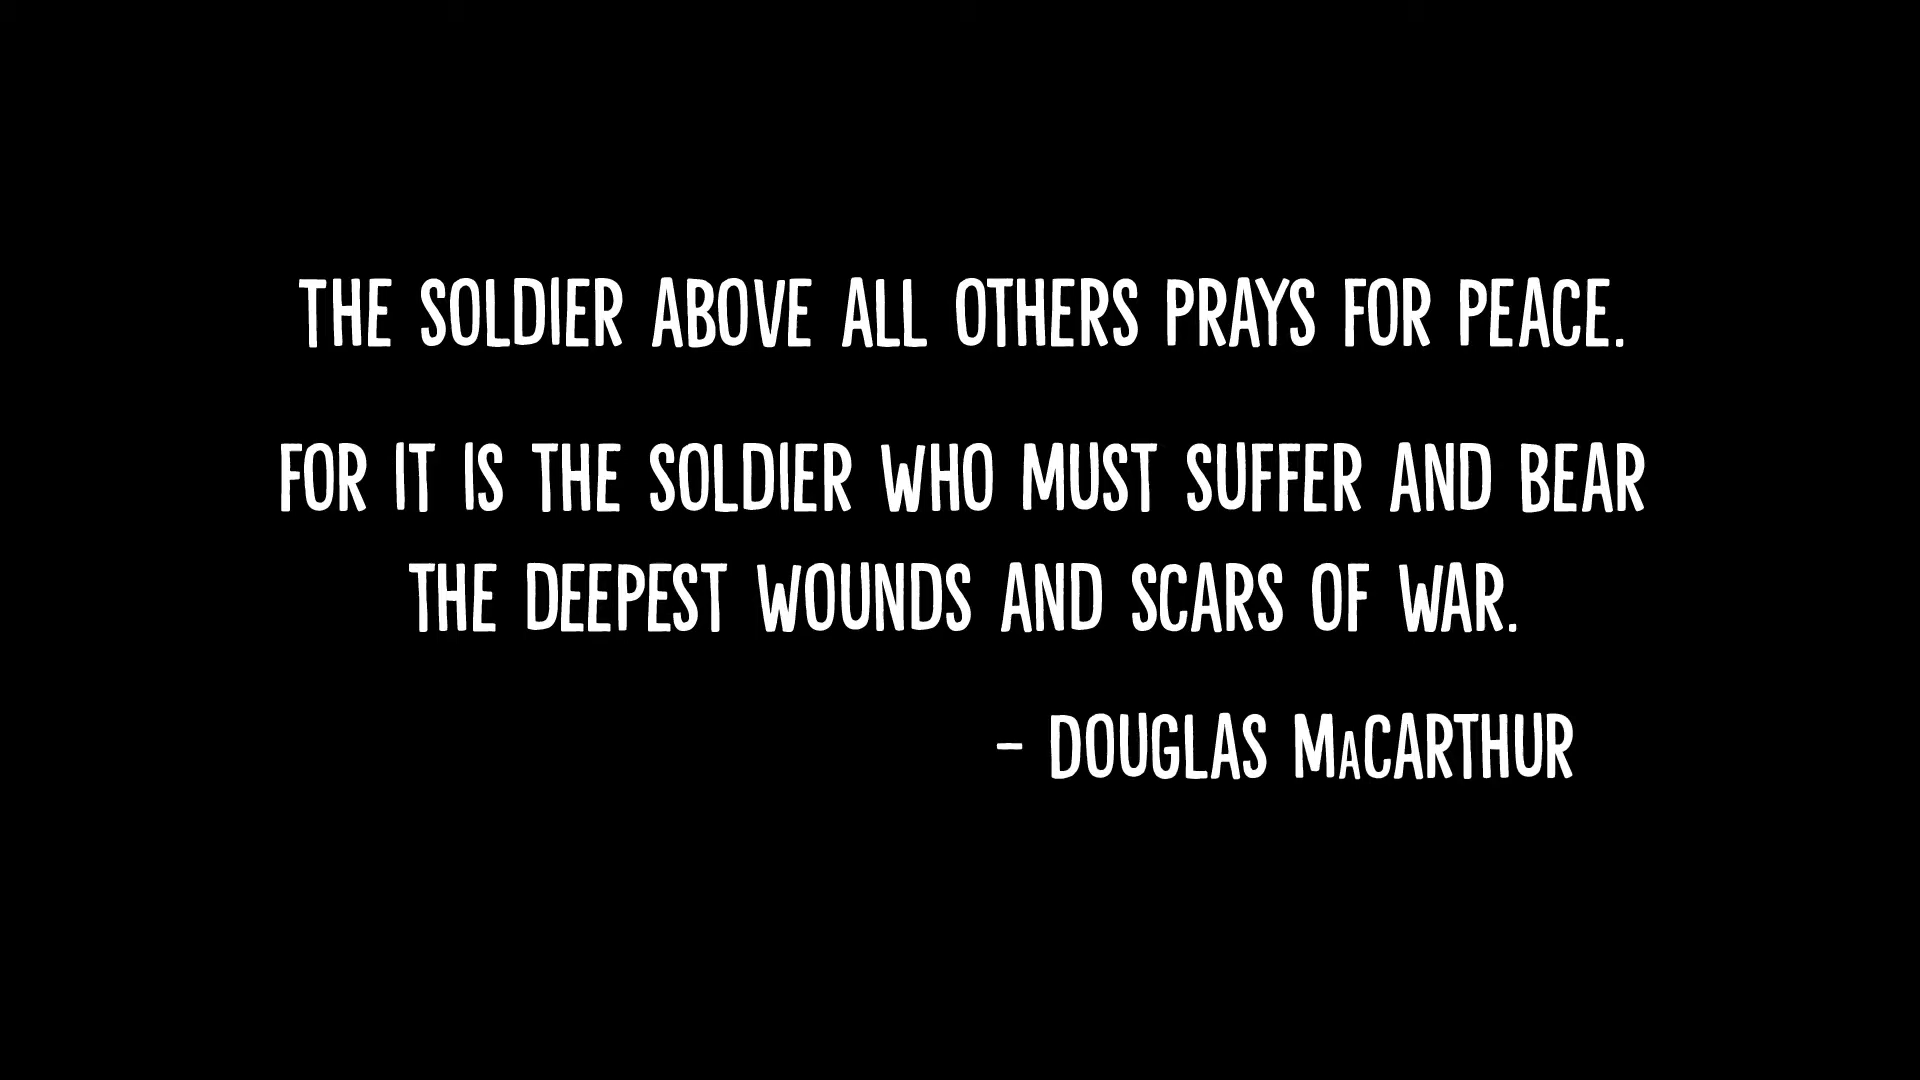 THE SOLDIER ABOVE ALL OTHERS PRAYS FOR PEACE.
FOR IT IS THE SOLDIER WHO MUST SUFFER AND BEAR
THE DEEPEST WOUNDS AND SCARS OF WAR.
- DOUGLAS MaCARTHUR